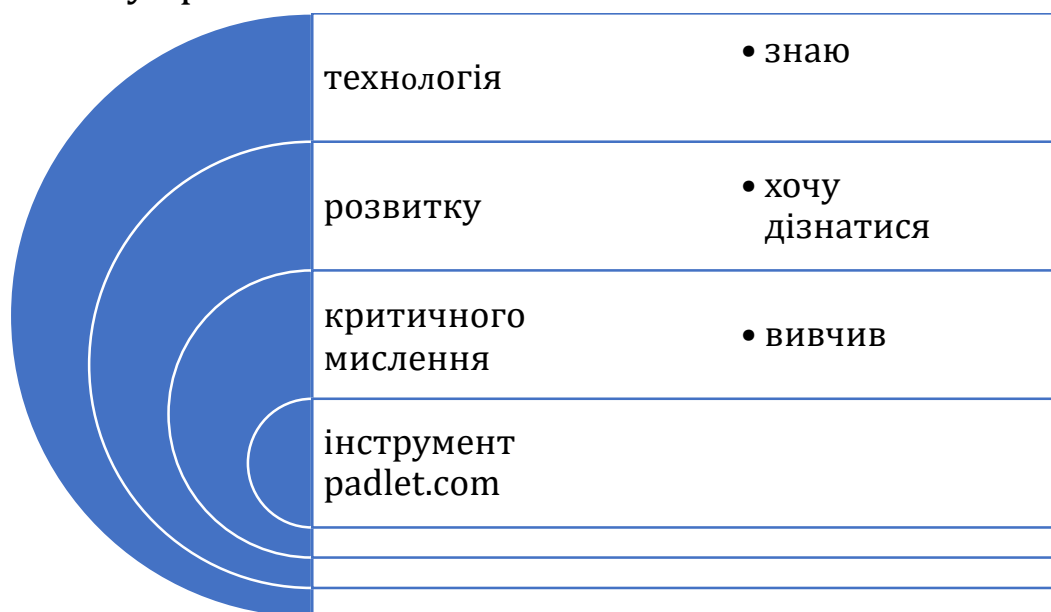 технологія
• знаю
розвитку
• хочу
дізнатися
критичного
мислення
• вивчив
інструмент
padlet.com